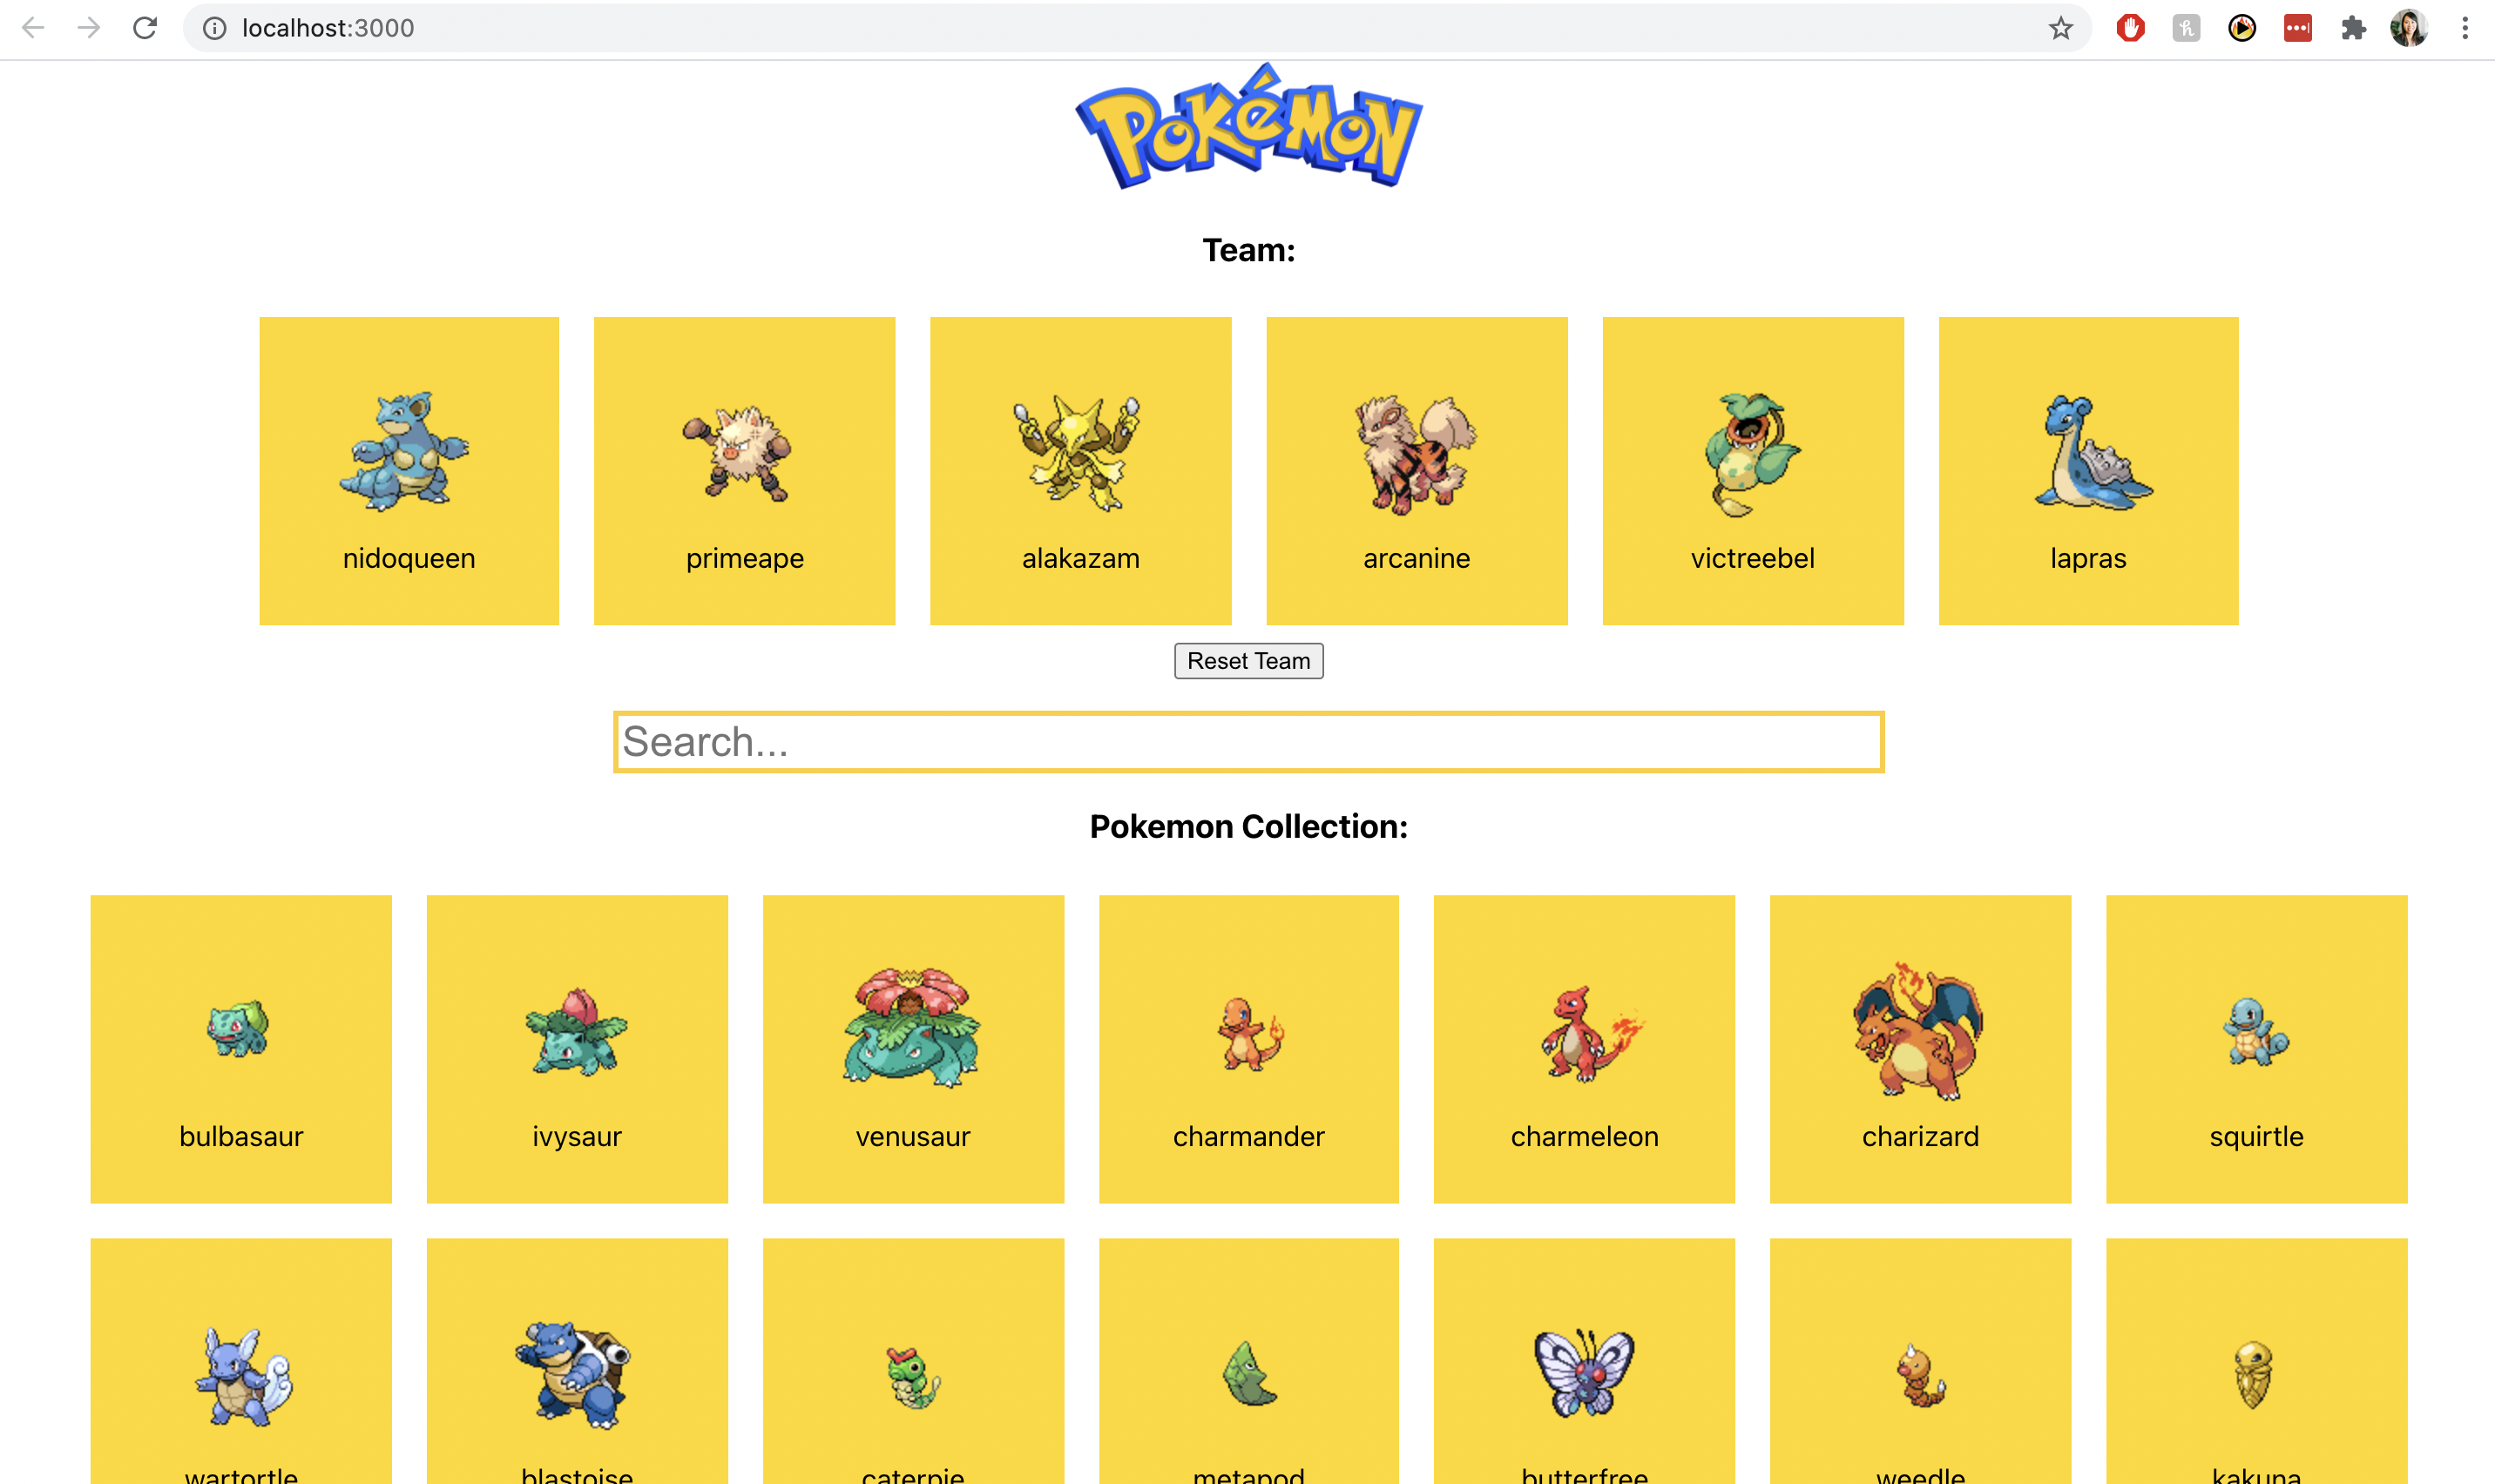 localhost:3000
Pokémon
Team:
nidoqueen primeape alakazam arcanine victreebel lapras
Reset Team
Search...
Pokemon Collection:
bulbasaur ivysaur venusaur charmander charmeleon charizard squirtle
wartortle blastoise caterpie metapod butterfree weedle kakuna